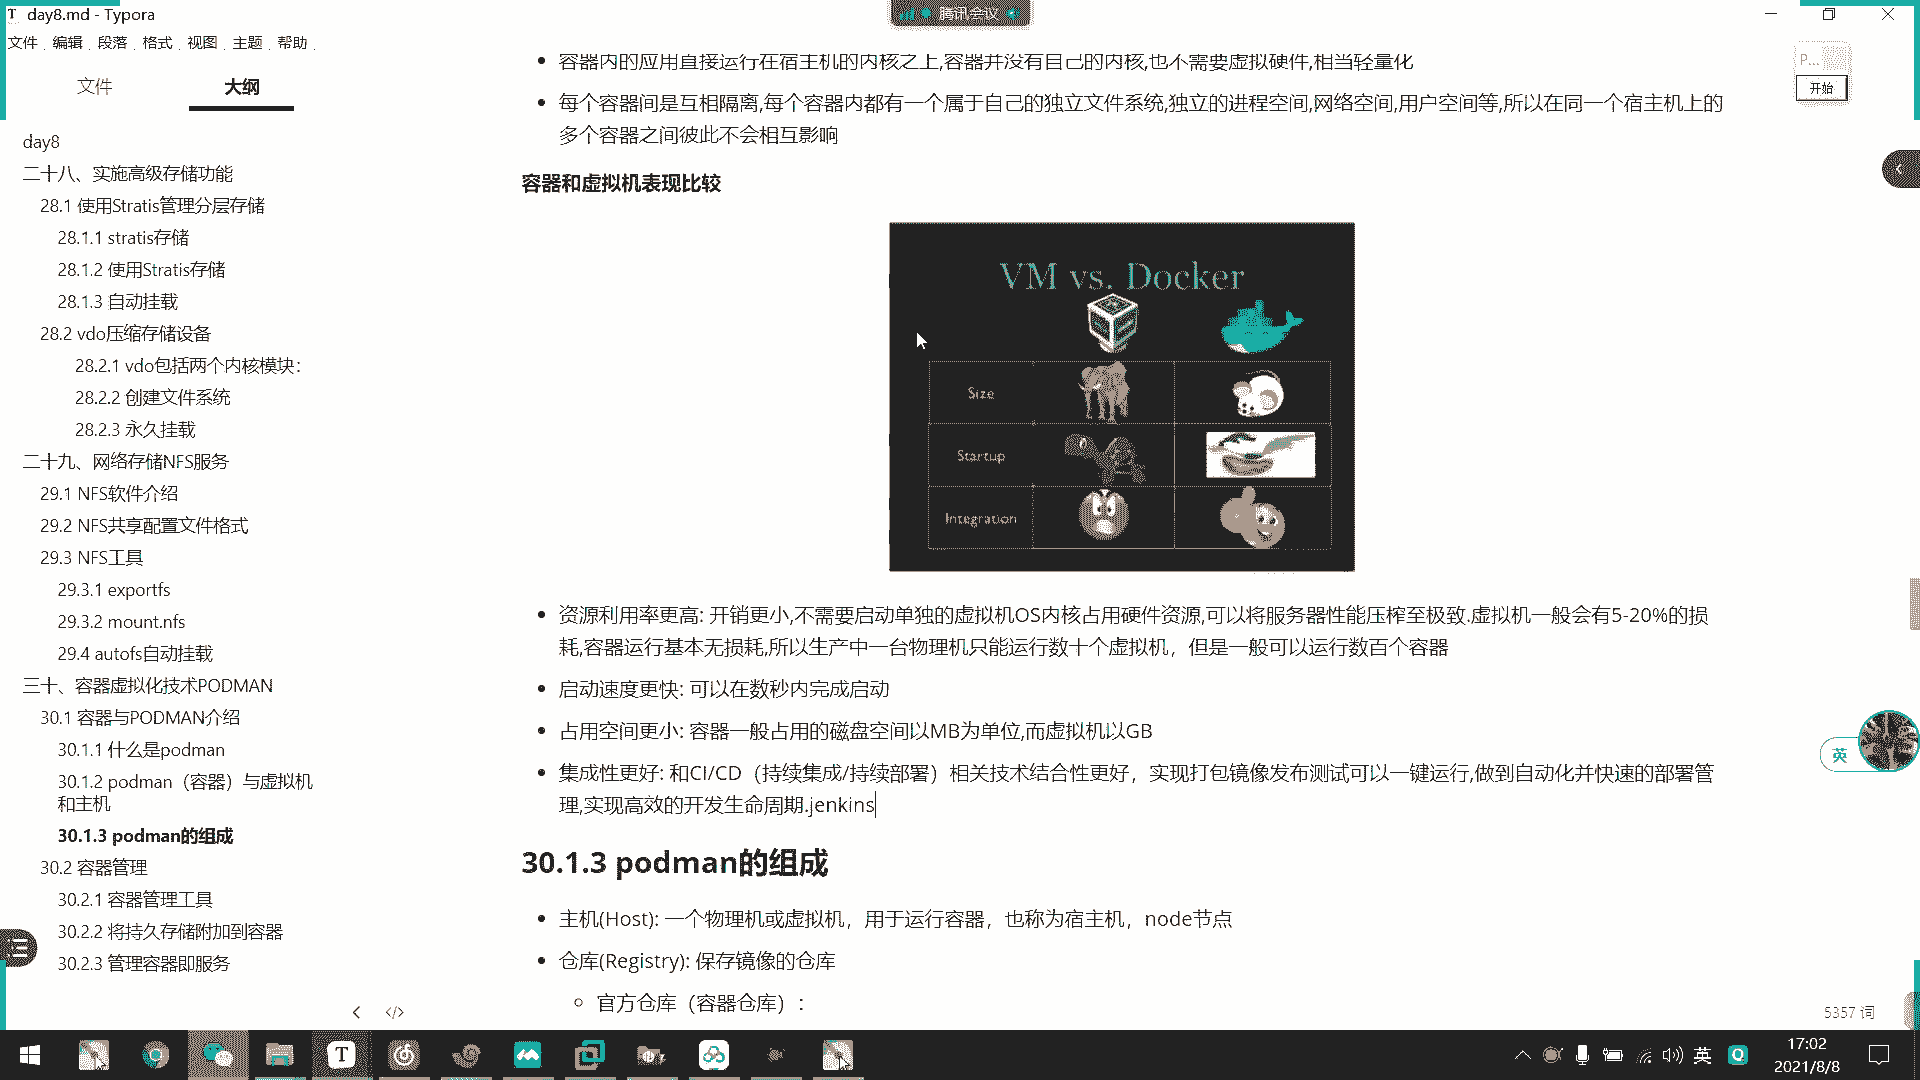 day8.md - Typora
腾讯会议
文件 编辑 段落 格式 视图 主题 帮助
文件
大纲
day8
二十八、实施高级存储功能
28.1 使用Stratis管理分层存储
28.1.1 stratis存储
28.1.2 使用Stratis存储
28.1.3 自动挂载
28.2 vdo压缩存储设备
28.2.1 vdo包括两个内核模块：
28.2.2 创建文件系统
28.2.3 永久挂载
二十九、网络存储NFS服务
29.1 NFS软件介绍
29.2 NFS共享配置文件格式
29.3 NFS工具
29.3.1 exportfs
29.3.2 mount.nfs
29.4 autofs自动挂载
三十、容器虚拟化技术PODMAN
30.1 容器与PODMAN介绍
30.1.1 什么是podman
30.1.2 podman（容器）与虚拟机
和主机
30.1.3 podman的组成
30.2 容器管理
30.2.1 容器管理工具
30.2.2 将持久存储附加到容器
30.2.3 管理容器即服务
容器内的应用直接运行在宿主机的内核之上,容器并没有自己的内核,也不需要虚拟硬件,相当轻量化
每个容器间是互相隔离,每个容器内都有一个属于自己的独立文件系统,独立的进程空间,网络空间,用户空间等,所以在同一个宿主机上的
多个容器之间彼此不会相互影响
容器和虚拟机表现比较
VM vs. Docker
Size
Startup
Integration
资源利用率更高: 开销更小,不需要启动单独的虚拟机OS内核占用硬件资源,可以将服务器性能压榨至极致.虚拟机一般会有5-20%的损
耗,容器运行基本无损耗,所以生产中一台物理机只能运行数十个虚拟机，但是一般可以运行数百个容器
启动速度更快: 可以在数秒内完成启动
占用空间更小: 容器一般占用的磁盘空间以MB为单位,而虚拟机以GB
集成性更好: 和CI/CD（持续集成/持续部署）相关技术结合性更好，实现打包镜像发布测试可以一键运行,做到自动化并快速的部署管
理,实现高效的开发生命周期.jenkins
30.1.3 podman的组成
主机(Host): 一个物理机或虚拟机，用于运行容器，也称为宿主机，node节点
仓库(Registry): 保存镜像的仓库
官方仓库（容器仓库）：
P...
开始
英
5357 词
英
17:02
2021/8/8